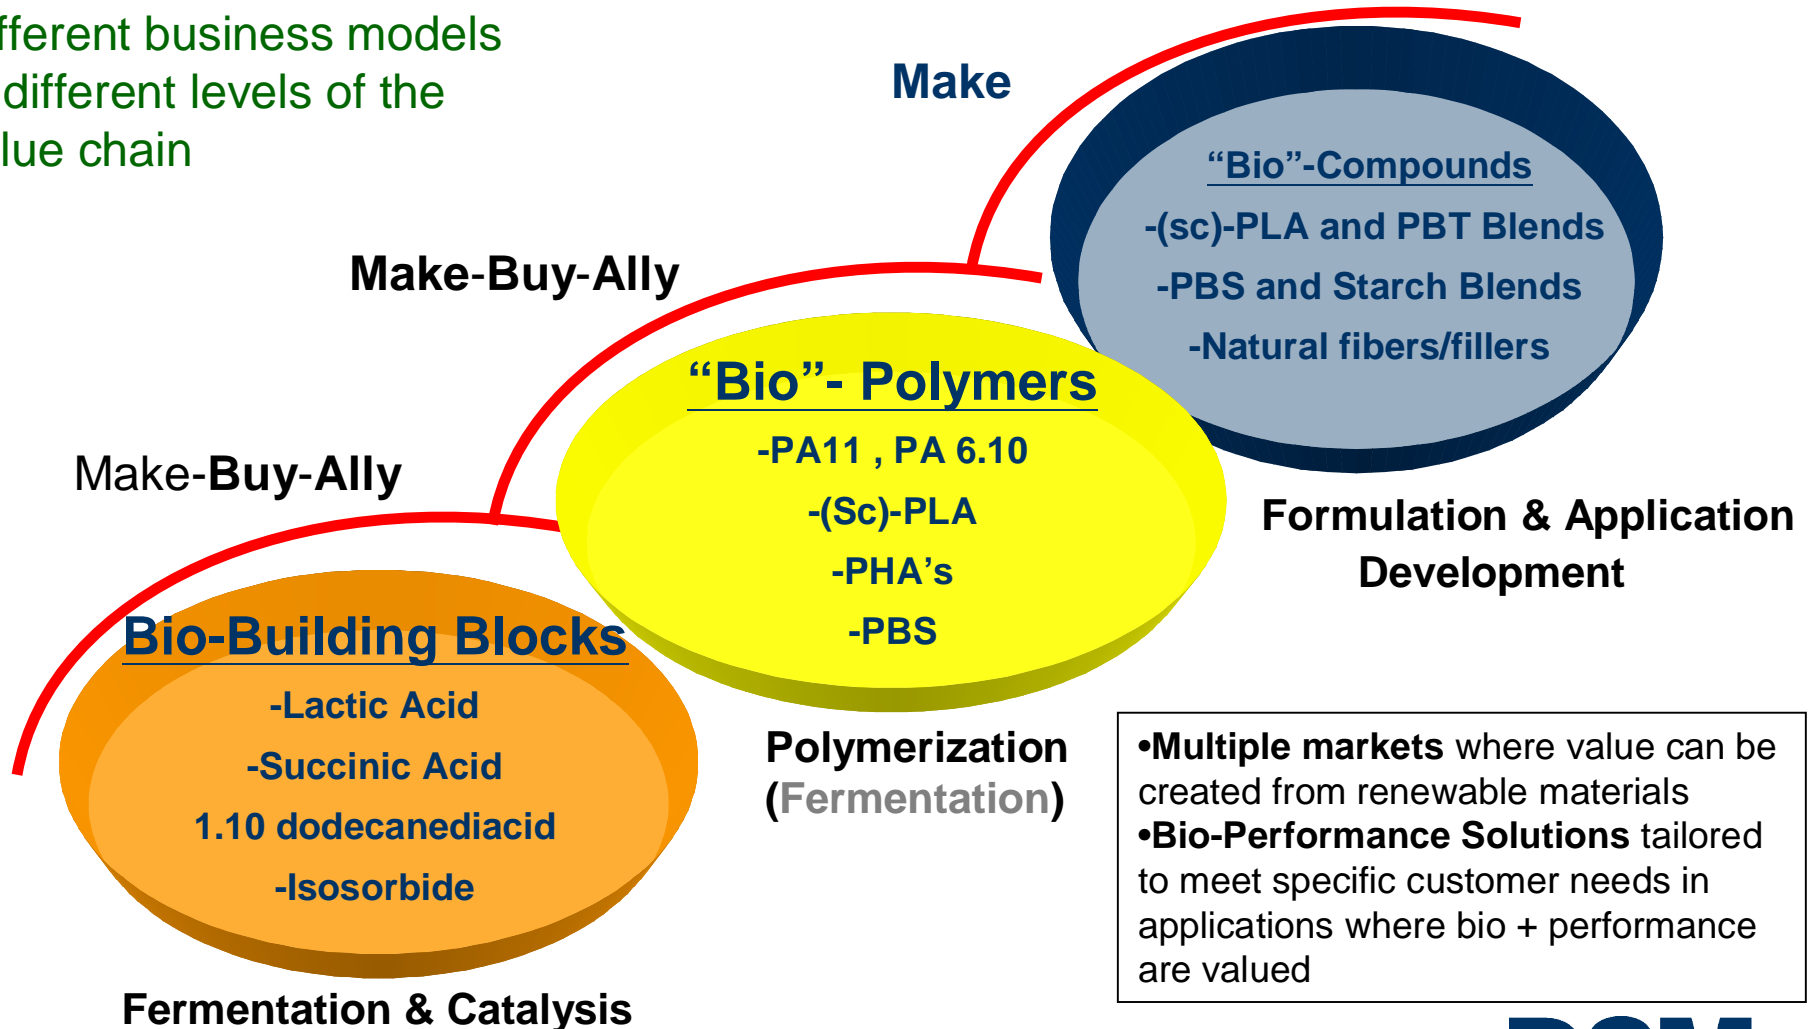 fferent business models
different levels of the
lue chain
Make
"Bio"-Compounds
-(sc)-PLA and PBT Blends
-PBS and Starch Blends
-Natural fibers/fillers
Formulation & Application
Development
Make-Buy-Ally
"Bio"- Polymers
-PA11 , PA 6.10
-(Sc)-PLA
-PHA's
-PBS
Polymerization
(Fermentation)
Make-Buy-Ally
Bio-Building Blocks
-Lactic Acid
-Succinic Acid
1.10 dodecanediacid
-Isosorbide
Fermentation & Catalysis
•Multiple markets where value can be
created from renewable materials
•Bio-Performance Solutions tailored
to meet specific customer needs in
applications where bio + performance
are valued